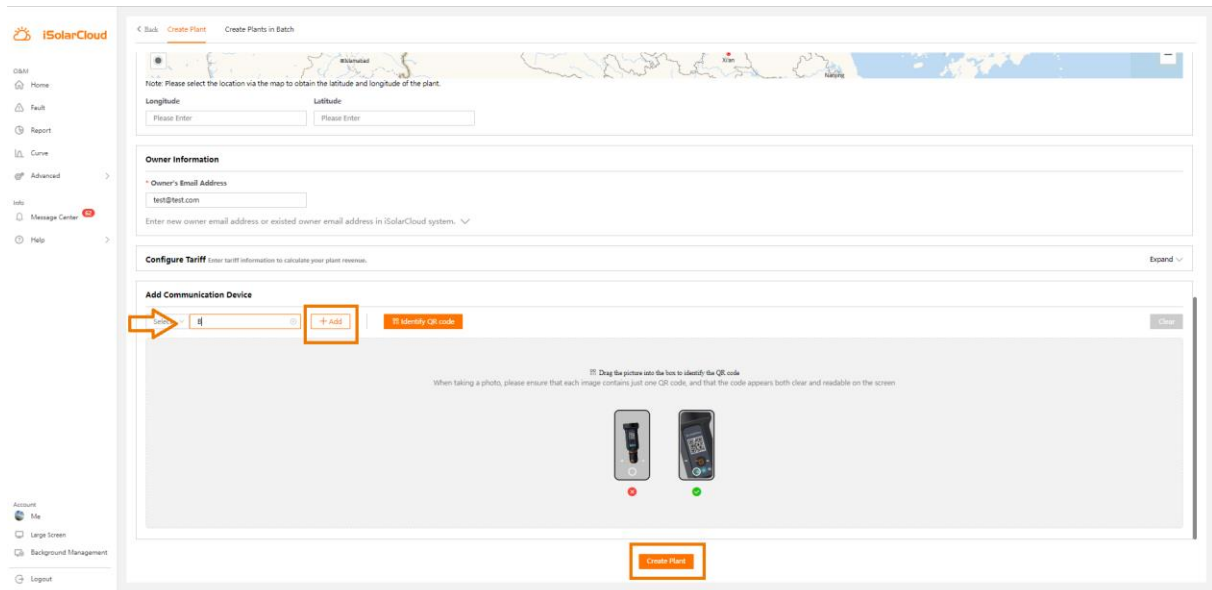 iSolarCloud
O&M
Home
Fault
Report
Curve
Advanced
Info
Message Center 62
Help
Account
Me
Large Screen
Background Management
Logout
Back Create Plant Create Plants in Batch
Islamabad Xi'an Nanjing
Note: Please select the location via the map to obtain the latitude and longitude of the plant.
Longitude Latitude
Please Enter Please Enter
Owner Information
* Owner's Email Address
test@test.com
Enter new owner email address or existed owner email address in iSolarCloud system.
Configure Tariff Enter tariff information to calculate your plant revenue. Expand
Add Communication Device
B + Add Identify QR code Clear
Drag the picture into the box to identify the QR code
When taking a photo, please ensure that each image contains just one QR code, and that the code appears both clear and readable on the screen
Create Plant